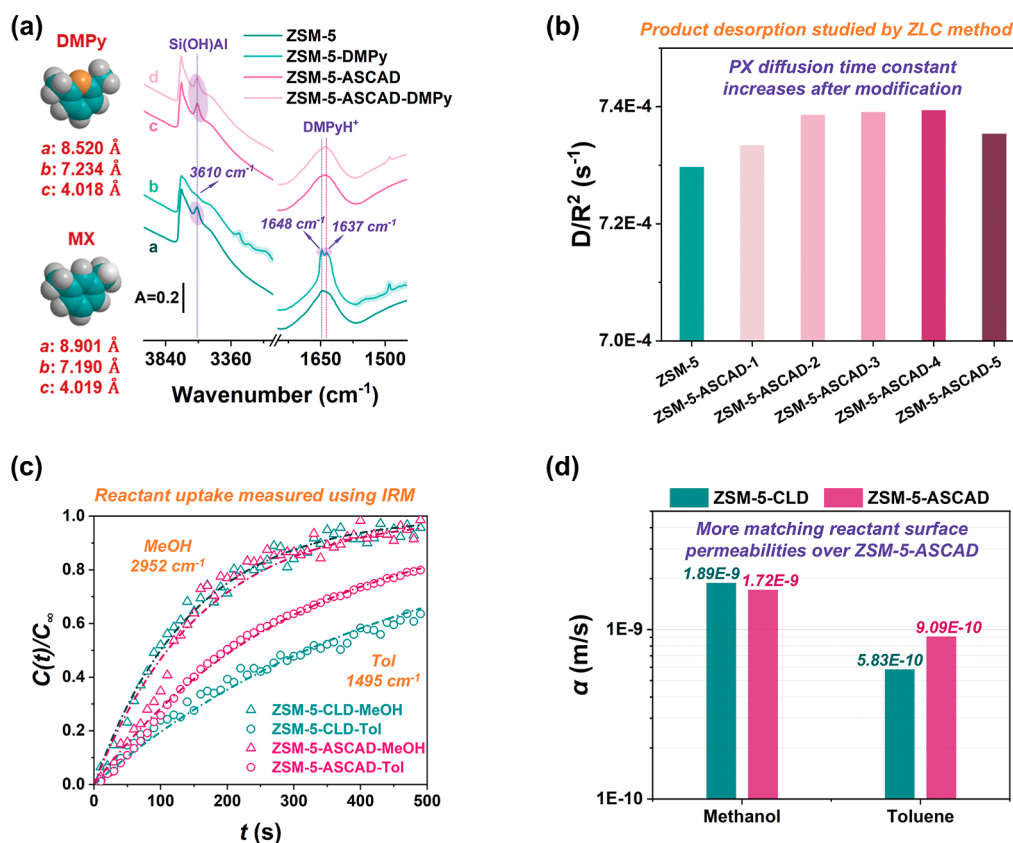 (a)
DMPy
a: 8.520 Å
b: 7.234 Å
c: 4.018 Å
MX
a: 8.901 Å
b: 7.190 Å
c: 4.019 Å
Si(OH)Al
ZSM-5
ZSM-5-DMPy
ZSM-5-ASCAD
ZSM-5-ASCAD-DMPy
d
c
DMPyH⁺
b
3610 cm⁻¹
1648 cm⁻¹
1637 cm⁻¹
a
A=0.2
3840 3360 1650 1500
Wavenumber (cm⁻¹)
(b)
Product desorption studied by ZLC method
PX diffusion time constant
increases after modification
7.4E-4
7.2E-4
7.0E-4
D/R² (s⁻¹)
ZSM-5
ZSM-5-ASCAD-1
ZSM-5-ASCAD-2
ZSM-5-ASCAD-3
ZSM-5-ASCAD-4
ZSM-5-ASCAD-5
(c)
Reactant uptake measured using IRM
MeOH
2952 cm⁻¹
Tol
1495 cm⁻¹
ZSM-5-CLD-MeOH
ZSM-5-CLD-Tol
ZSM-5-ASCAD-MeOH
ZSM-5-ASCAD-Tol
1.0
0.8
0.6
0.4
0.2
0.0
C(t)/C∞
0 100 200 300 400 500
t (s)
(d)
ZSM-5-CLD ZSM-5-ASCAD
More matching reactant surface
permeabilities over ZSM-5-ASCAD
1.89E-9 1.72E-9
9.09E-10
5.83E-10
1E-9
1E-10
α (m/s)
Methanol Toluene